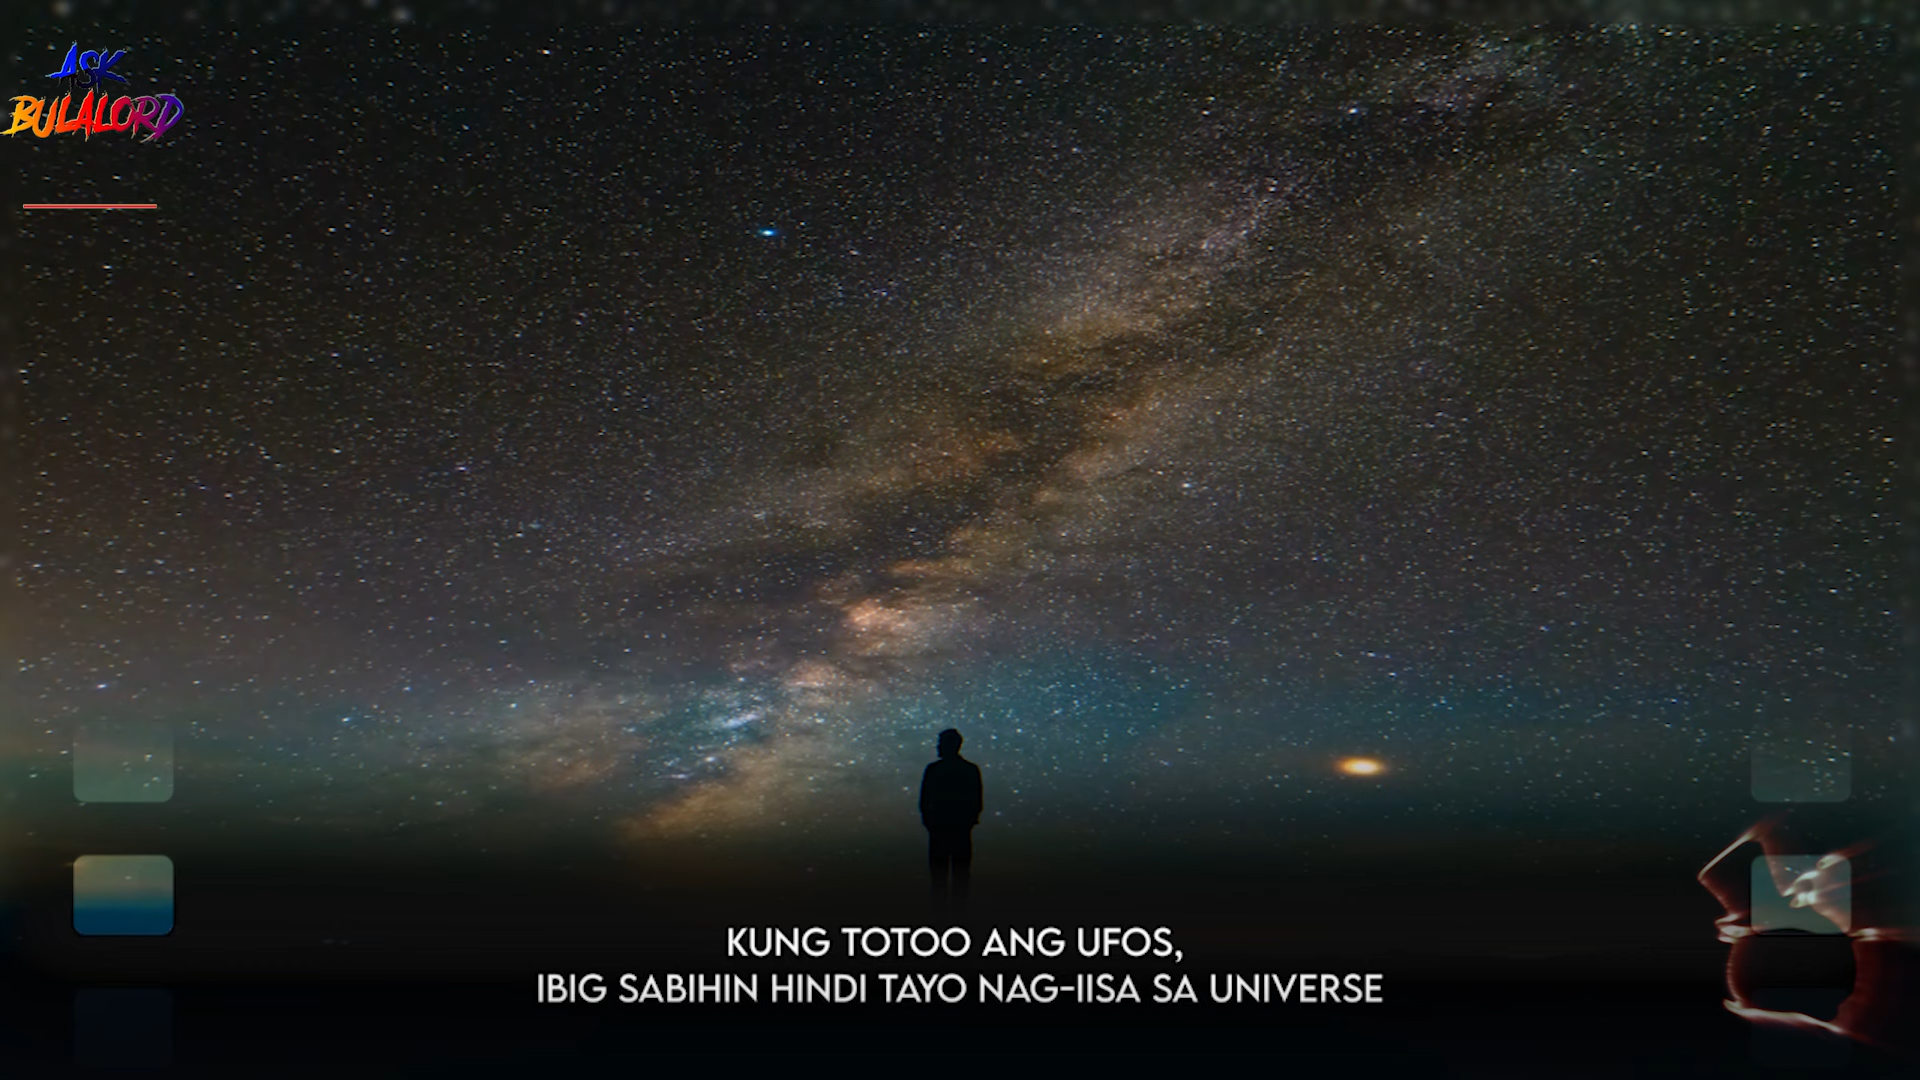 ASK
BULALORD
KUNG TOTOO ANG UFOS,
IBIG SABIHIN HINDI TAYO NAG-IISA SA UNIVERSE